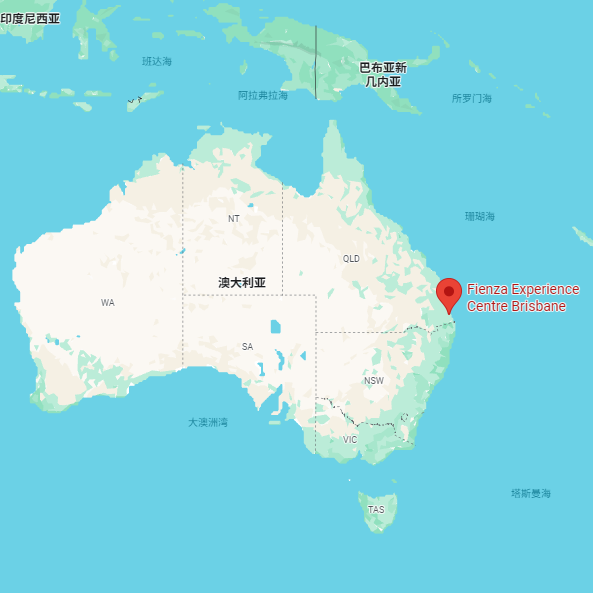 印度尼西亚
班达海
巴布亚新
几内亚
阿拉弗拉海
所罗门海
珊瑚海
NT
QLD
澳大利亚
Fienza Experience
Centre Brisbane
WA
SA
NSW
大澳洲湾
VIC
塔斯曼海
TAS